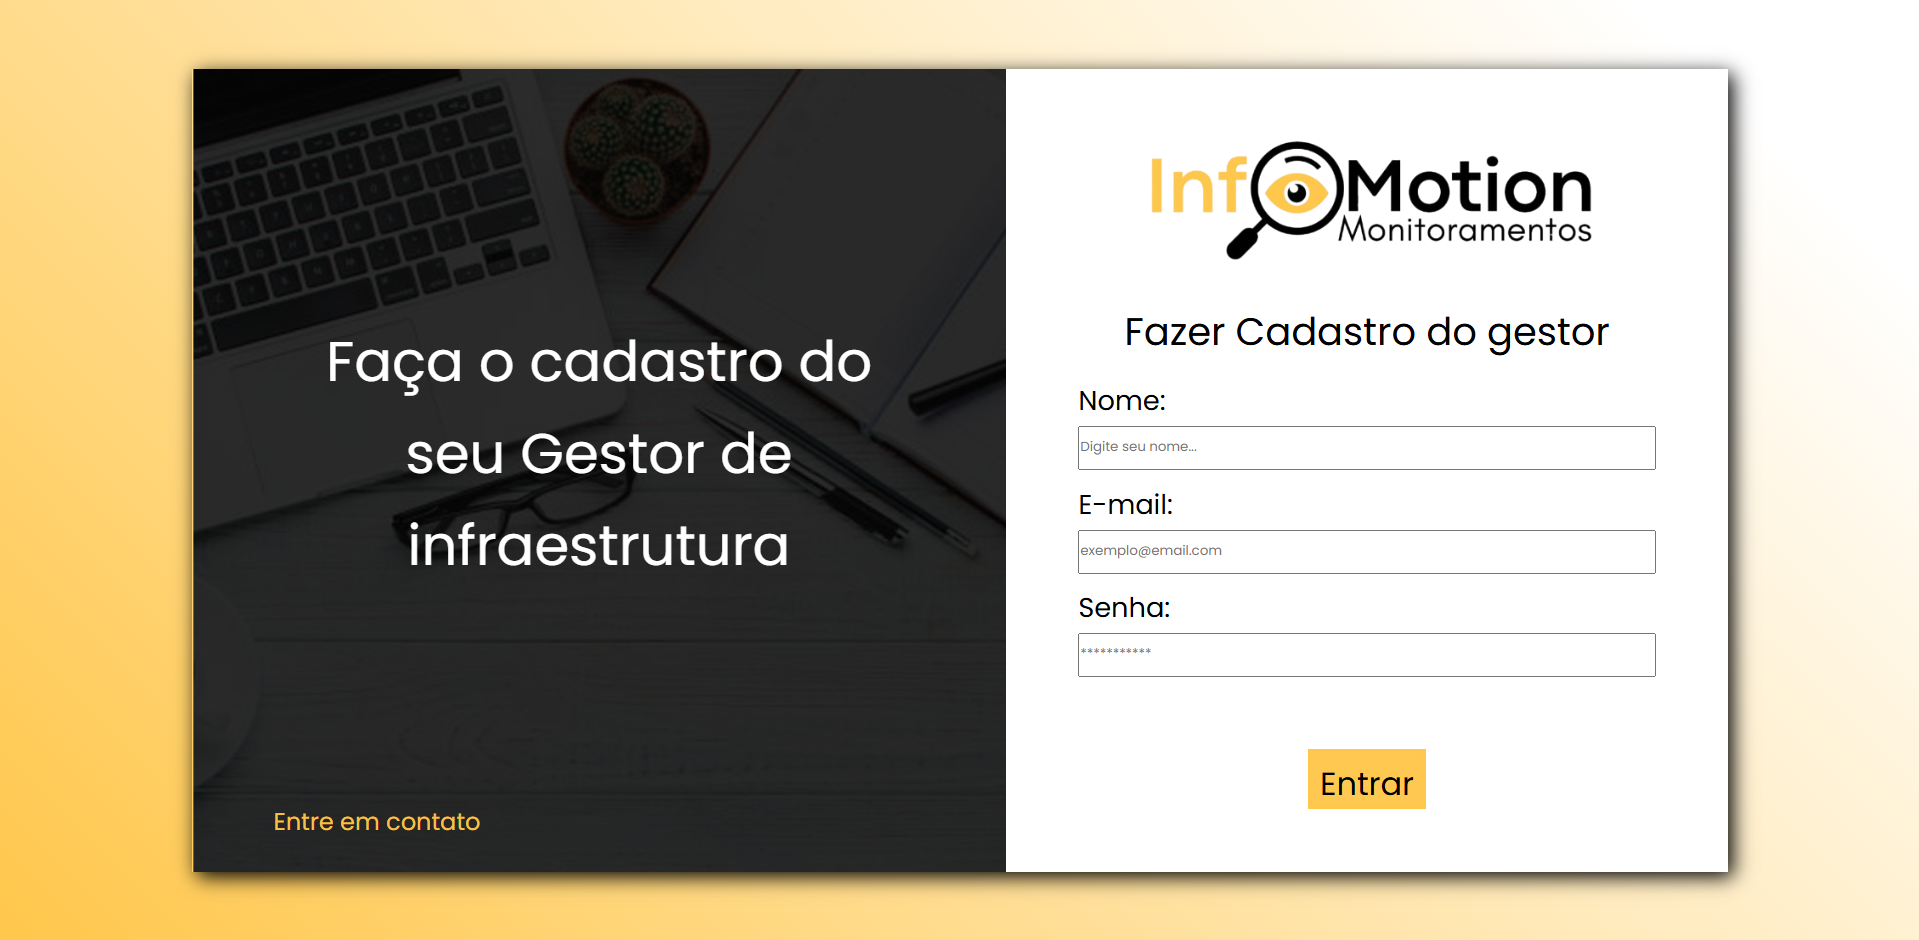 Faça o cadastro do
seu Gestor de
infraestrutura
Entre em contato
InfoMotion
Monitoramentos
Fazer Cadastro do gestor
Nome:
Digite seu nome...
E-mail:
exemplo@email.com
Senha:
***********
Entrar